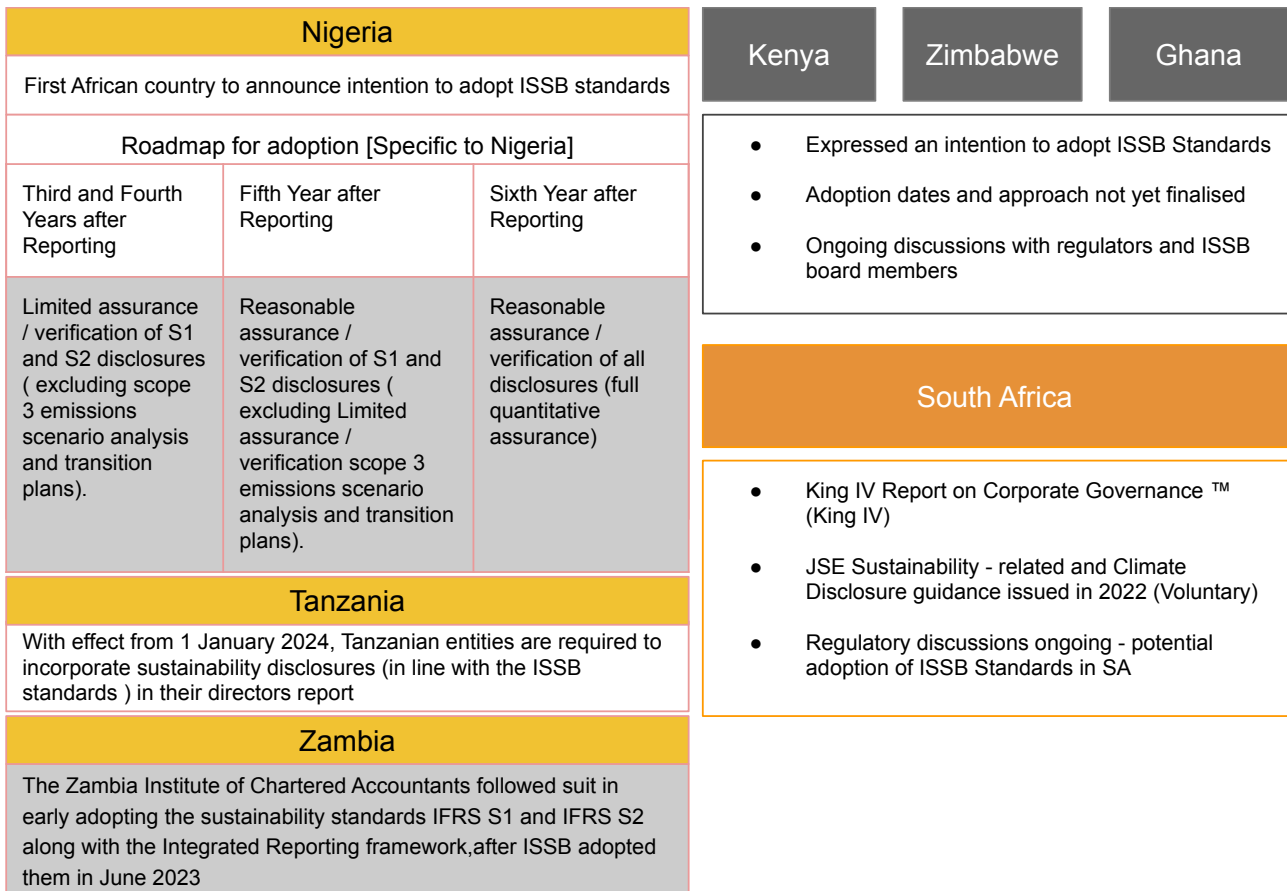 Nigeria
First African country to announce intention to adopt ISSB standards
Roadmap for adoption [Specific to Nigeria]
Third and Fourth
Years after
Reporting
Fifth Year after
Reporting
Sixth Year after
Reporting
Limited assurance
/ verification of S1
and S2 disclosures
( excluding scope
3 emissions
scenario analysis
and transition
plans).
Reasonable
assurance /
verification of S1 and
S2 disclosures (
excluding Limited
assurance /
verification scope 3
emissions scenario
analysis and transition
plans).
Reasonable
assurance /
verification of all
disclosures (full
quantitative
assurance)
Tanzania
With effect from 1 January 2024, Tanzanian entities are required to
incorporate sustainability disclosures (in line with the ISSB
standards ) in their directors report
Zambia
The Zambia Institute of Chartered Accountants followed suit in
early adopting the sustainability standards IFRS S1 and IFRS S2
along with the Integrated Reporting framework,after ISSB adopted
them in June 2023
Kenya
Zimbabwe
Ghana
● Expressed an intention to adopt ISSB Standards
● Adoption dates and approach not yet finalised
● Ongoing discussions with regulators and ISSB
board members
South Africa
● King IV Report on Corporate Governance ™
(King IV)
● JSE Sustainability - related and Climate
Disclosure guidance issued in 2022 (Voluntary)
● Regulatory discussions ongoing - potential
adoption of ISSB Standards in SA